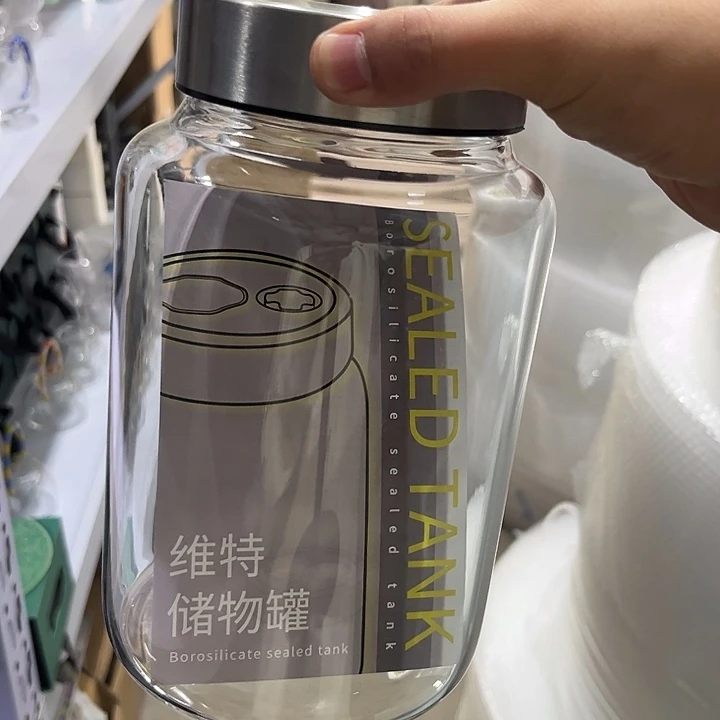 SEALED TANK
Borosilicate sealed tank
维特
储物罐
Borosilicate sealed tank